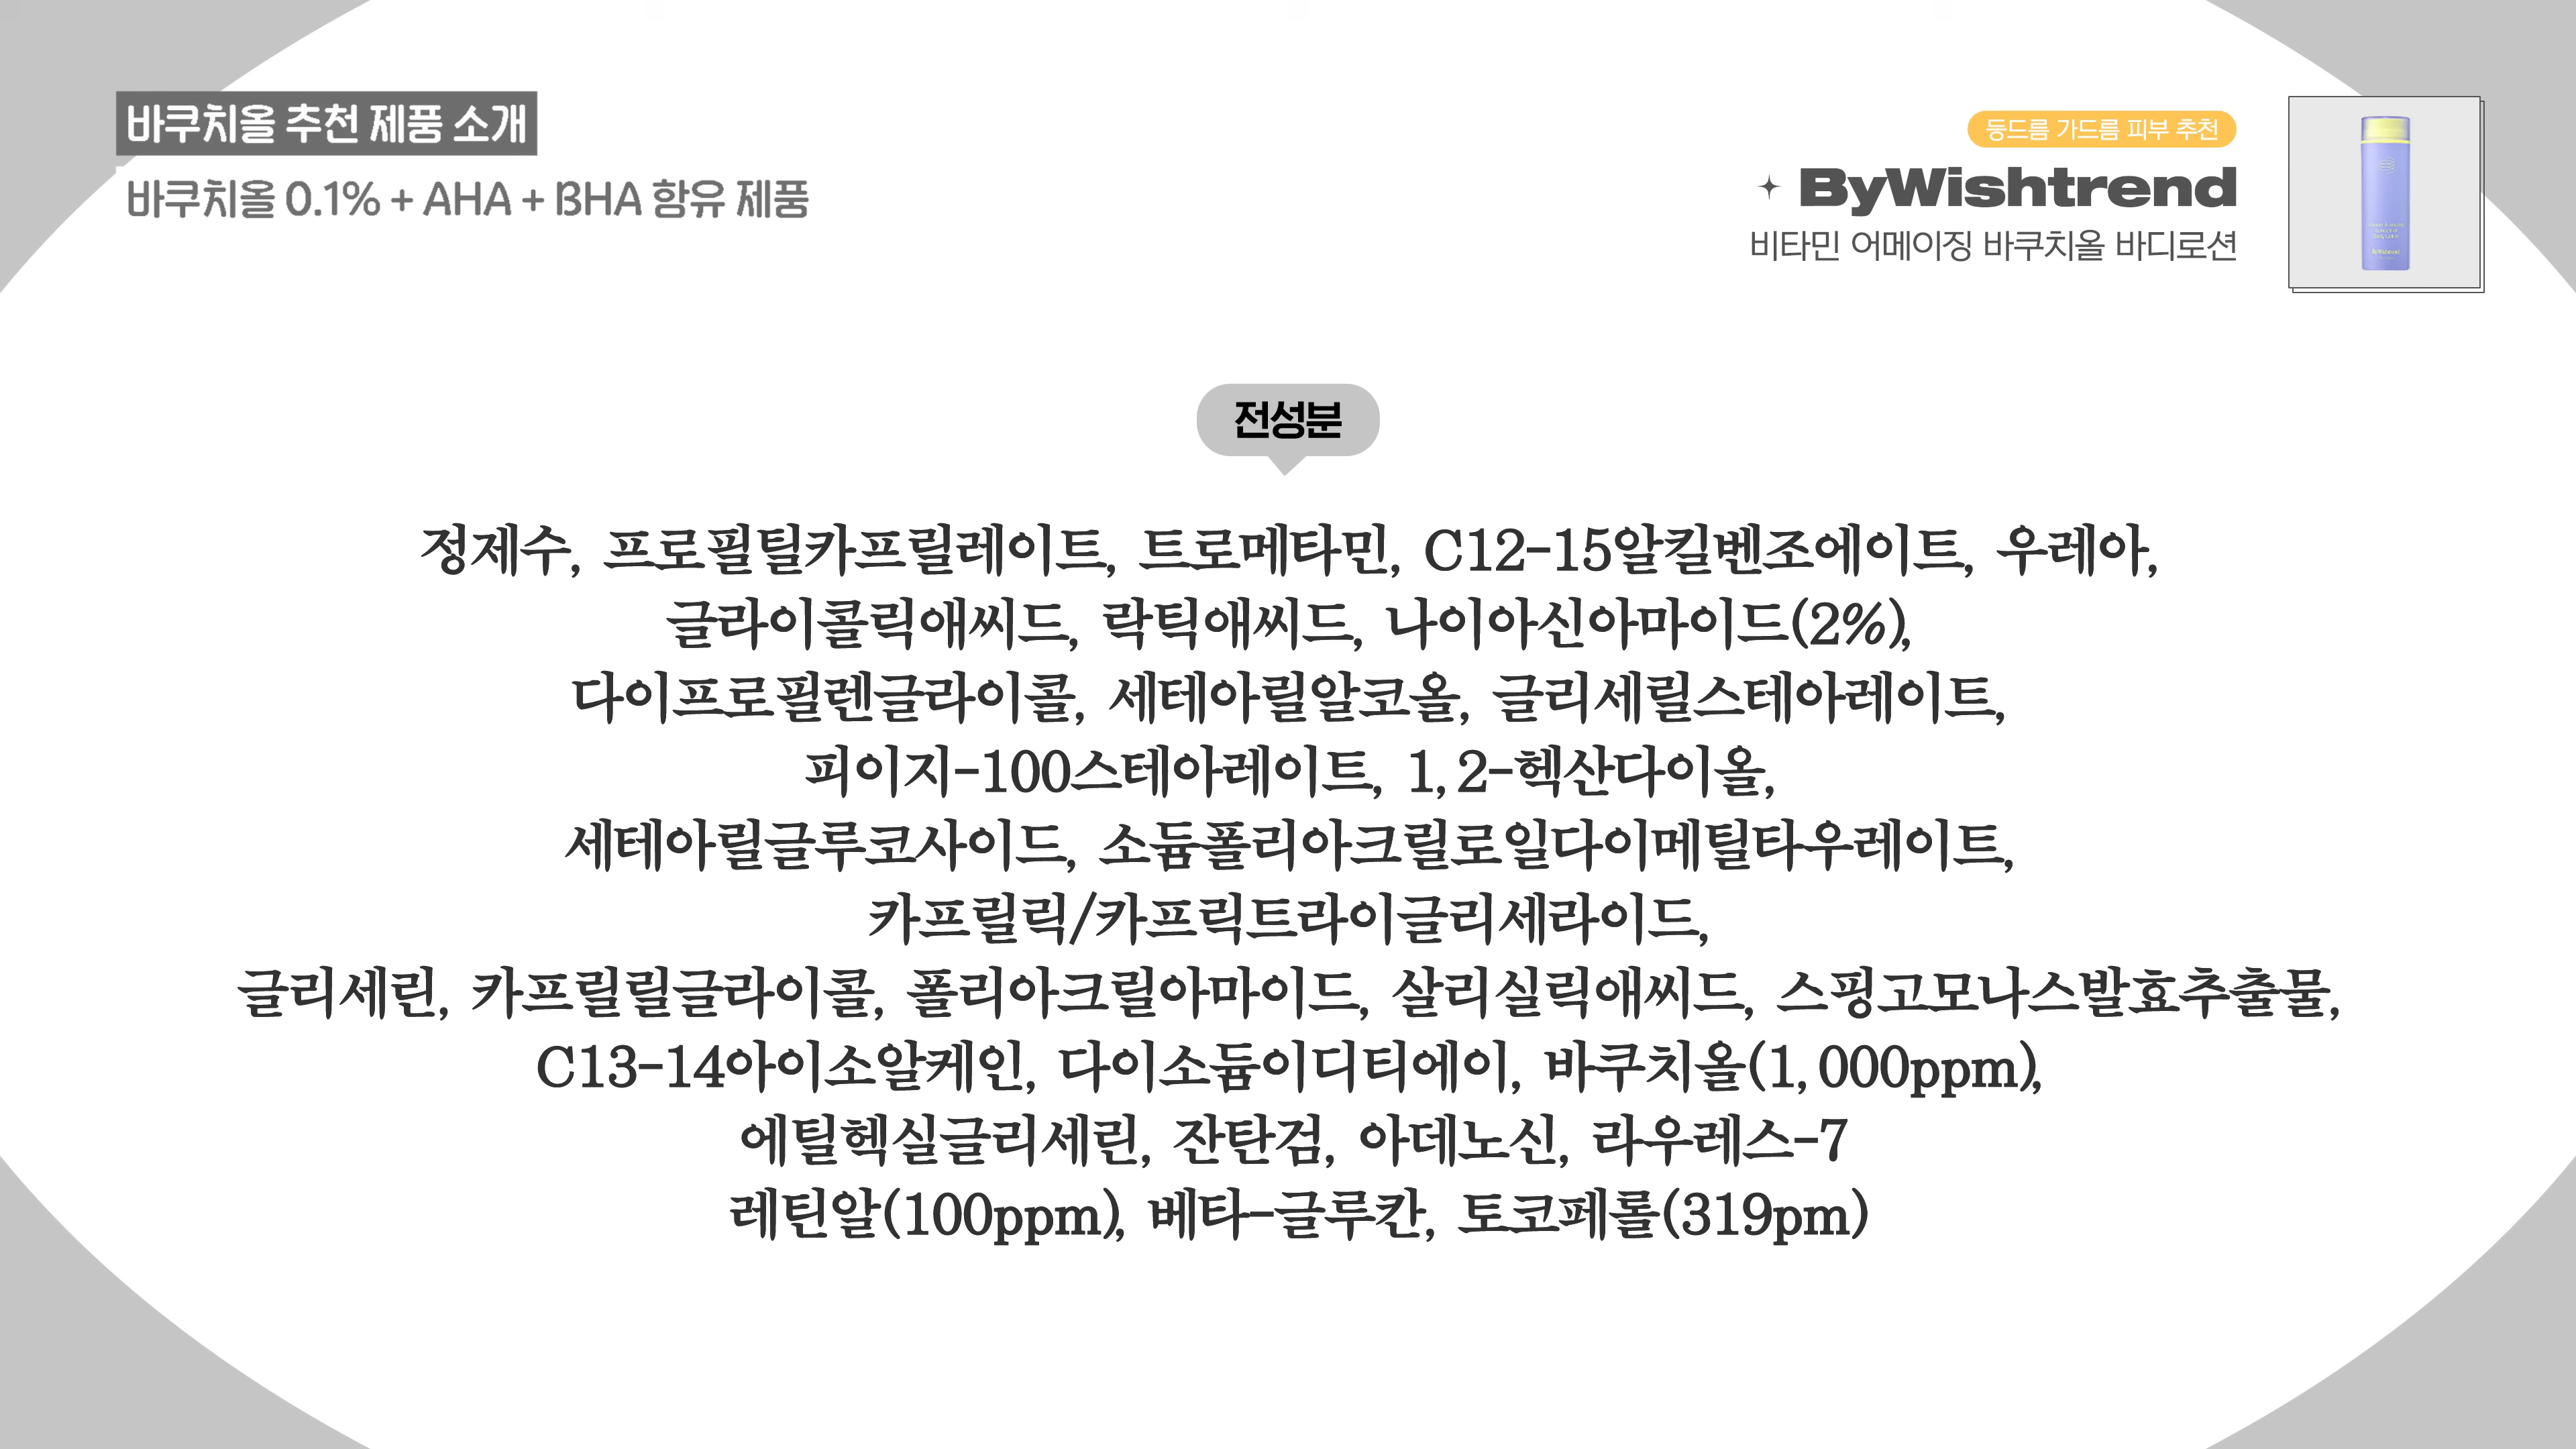 바쿠치올 추천 제품 소개
바쿠치올 0.1% + AHA + BHA 함유 제품
등드름 가드름 피부 추천
ByWishtrend
비타민 어메이징 바쿠치올 바디로션
전성분
정제수, 프로필틸카프릴레이트, 트로메타민, C12-15알킬벤조에이트, 우레아,
글라이콜릭애씨드, 락틱애씨드, 나이아신아마이드(2%),
다이프로필렌글라이콜, 세테아릴알코올, 글리세릴스테아레이트,
피이지-100스테아레이트, 1,2-헥산다이올,
세테아릴글루코사이드, 소듐폴리아크릴로일다이메틸타우레이트,
카프릴릭/카프릭트라이글리세라이드,
글리세린, 카프릴릴글라이콜, 폴리아크릴아마이드, 살리실릭애씨드, 스핑고모나스발효추출물,
C13-14아이소알케인, 다이소듐이디티에이, 바쿠치올(1,000ppm),
에틸헥실글리세린, 잔탄검, 아데노신, 라우레스-7
레틴알(100ppm), 베타-글루칸, 토코페롤(319pm)